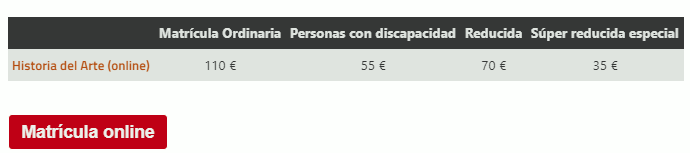 Matrícula Ordinaria Personas con discapacidad Reducida Súper reducida especial
Historia del Arte (online) 110 € 55 € 70 € 35 €
Matrícula online